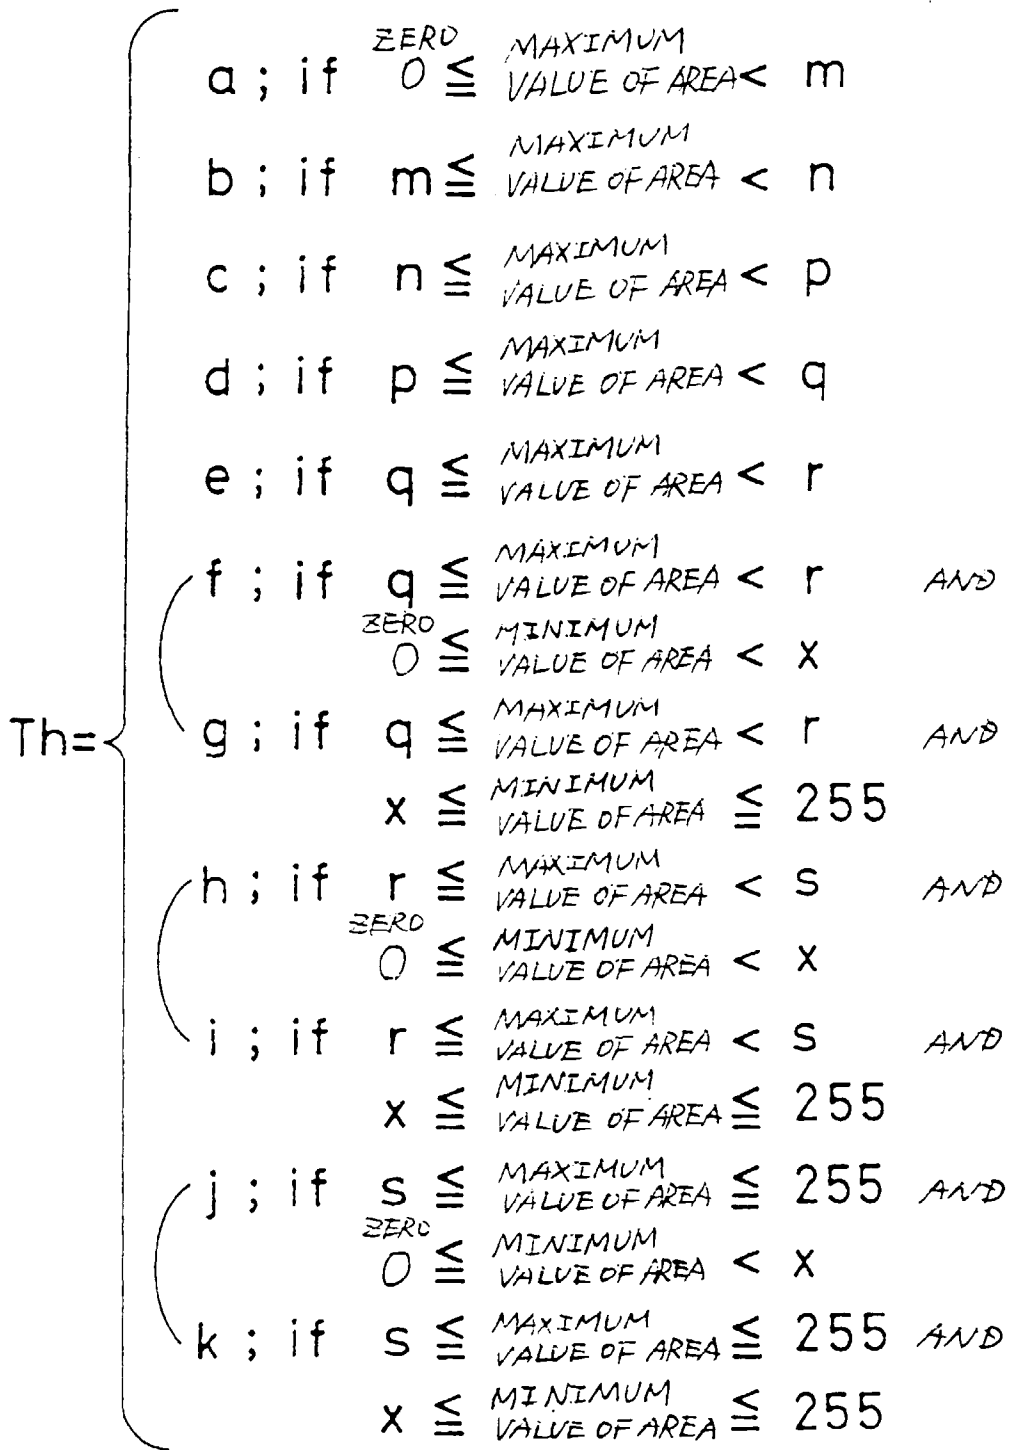 a ; if ZERO 0 ≦ MAXIMUM VALUE OF AREA < m
b ; if m ≦ MAXIMUM VALUE OF AREA < n
c ; if n ≦ MAXIMUM VALUE OF AREA < p
d ; if p ≦ MAXIMUM VALUE OF AREA < q
e ; if q ≦ MAXIMUM VALUE OF AREA < r
f ; if q ≦ MAXIMUM VALUE OF AREA < r AND
ZERO 0 ≦ MINIMUM VALUE OF AREA < x
Th= g ; if q ≦ MAXIMUM VALUE OF AREA < r AND
x ≦ MINIMUM VALUE OF AREA ≦ 255
h ; if r ≦ MAXIMUM VALUE OF AREA < s AND
ZERO 0 ≦ MINIMUM VALUE OF AREA < x
i ; if r ≦ MAXIMUM VALUE OF AREA < s AND
x ≦ MINIMUM VALUE OF AREA ≦ 255
j ; if s ≦ MAXIMUM VALUE OF AREA ≦ 255 AND
ZERO 0 ≦ MINIMUM VALUE OF AREA < x
k ; if s ≦ MAXIMUM VALUE OF AREA ≦ 255 AND
x ≦ MINIMUM VALUE OF AREA ≦ 255